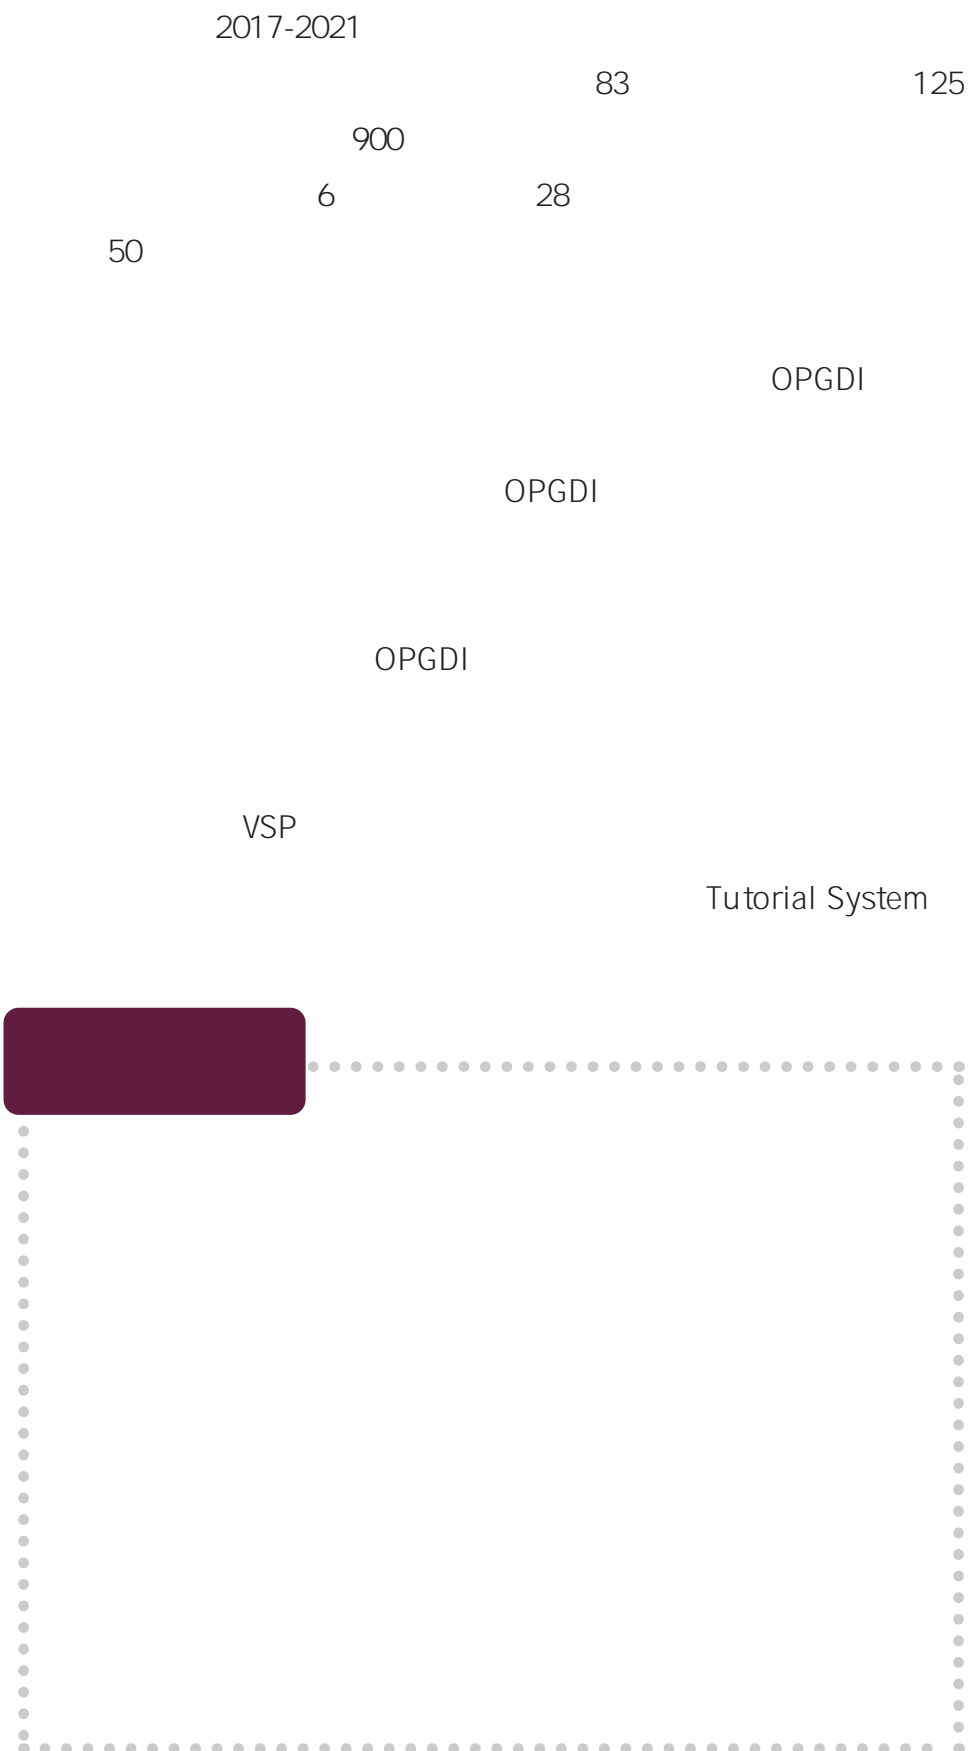 2017-2021
83 125
900
6 28
50
OPGDI
OPGDI
OPGDI
VSP
Tutorial System